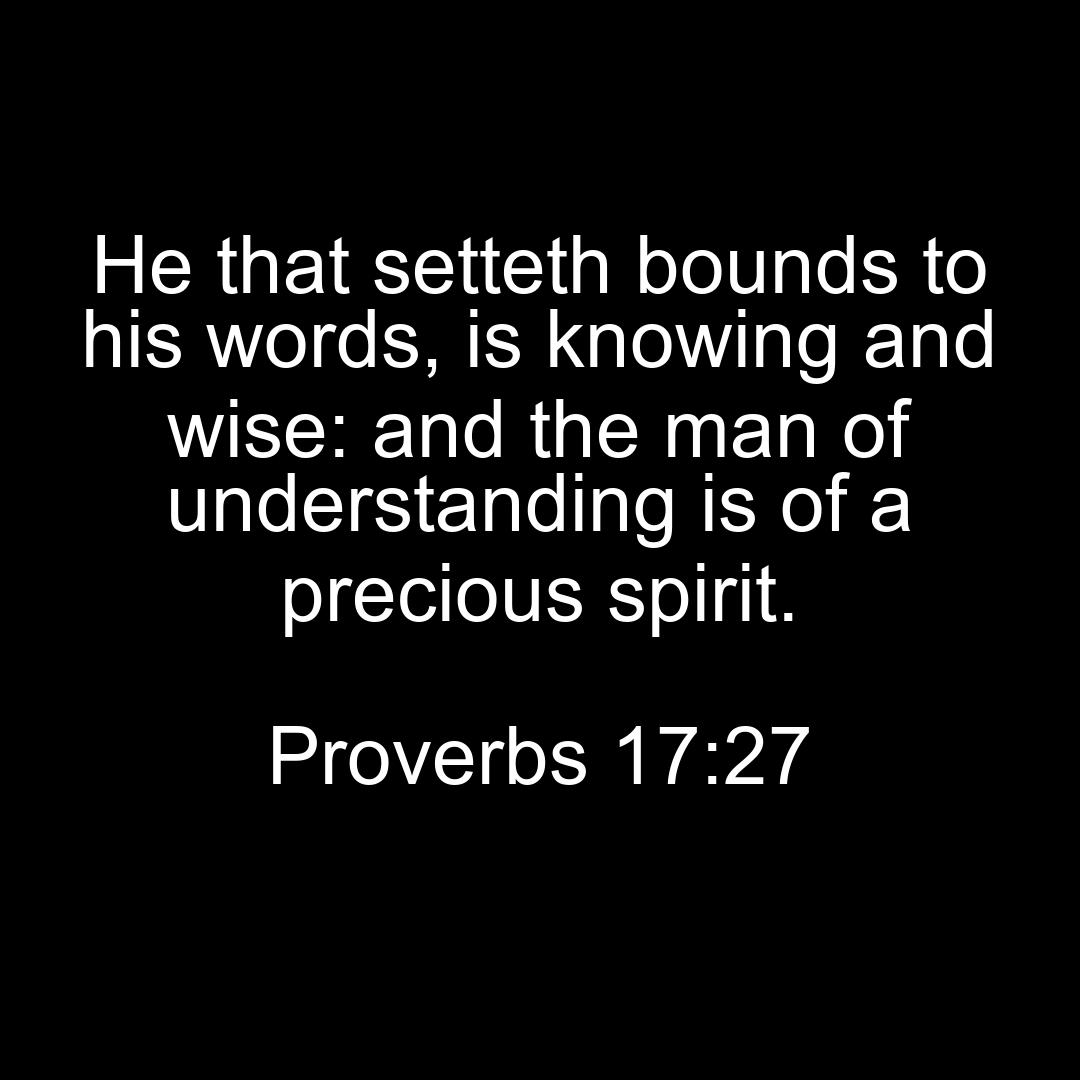 He that setteth bounds to
his words, is knowing and
wise: and the man of
understanding is of a
precious spirit.
Proverbs 17:27